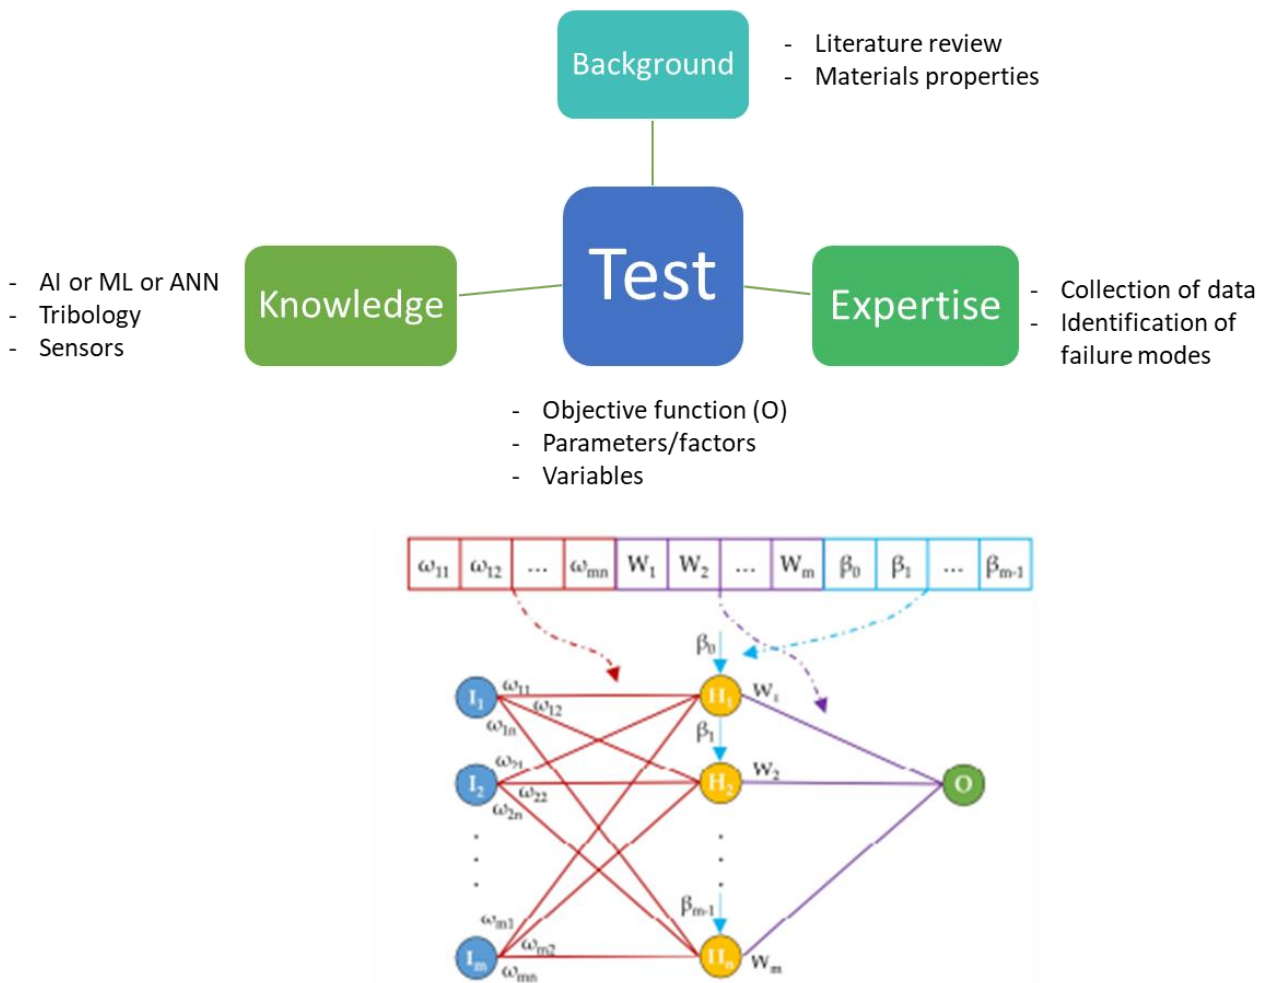 Background
- Literature review
- Materials properties
Test
Knowledge
- AI or ML or ANN
- Tribology
- Sensors
Expertise
- Collection of data
- Identification of
failure modes
- Objective function (O)
- Parameters/factors
- Variables
ω11 ω12 ... ωmn W1 W2 ... Wm β0 β1 ... βm-1
β0
I1 ω11 H1 W1
ω12
ω1n
β1
ω21
I2 ω22 H2 W2 O
ω2n
βm-1
ωm1
ωm2
Im ωmn Hn Wm